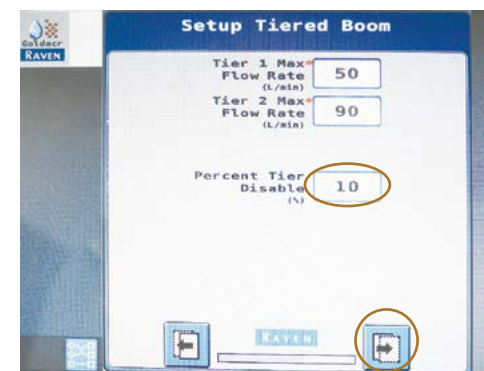 Setup Tiered Boom
Goldacr
RAVEN
Tier 1 Max*
Flow Rate
(L/min)
50
Tier 2 Max*
Flow Rate
(L/min)
90
Percent Tier
Disable
(%)
10
RAVEN